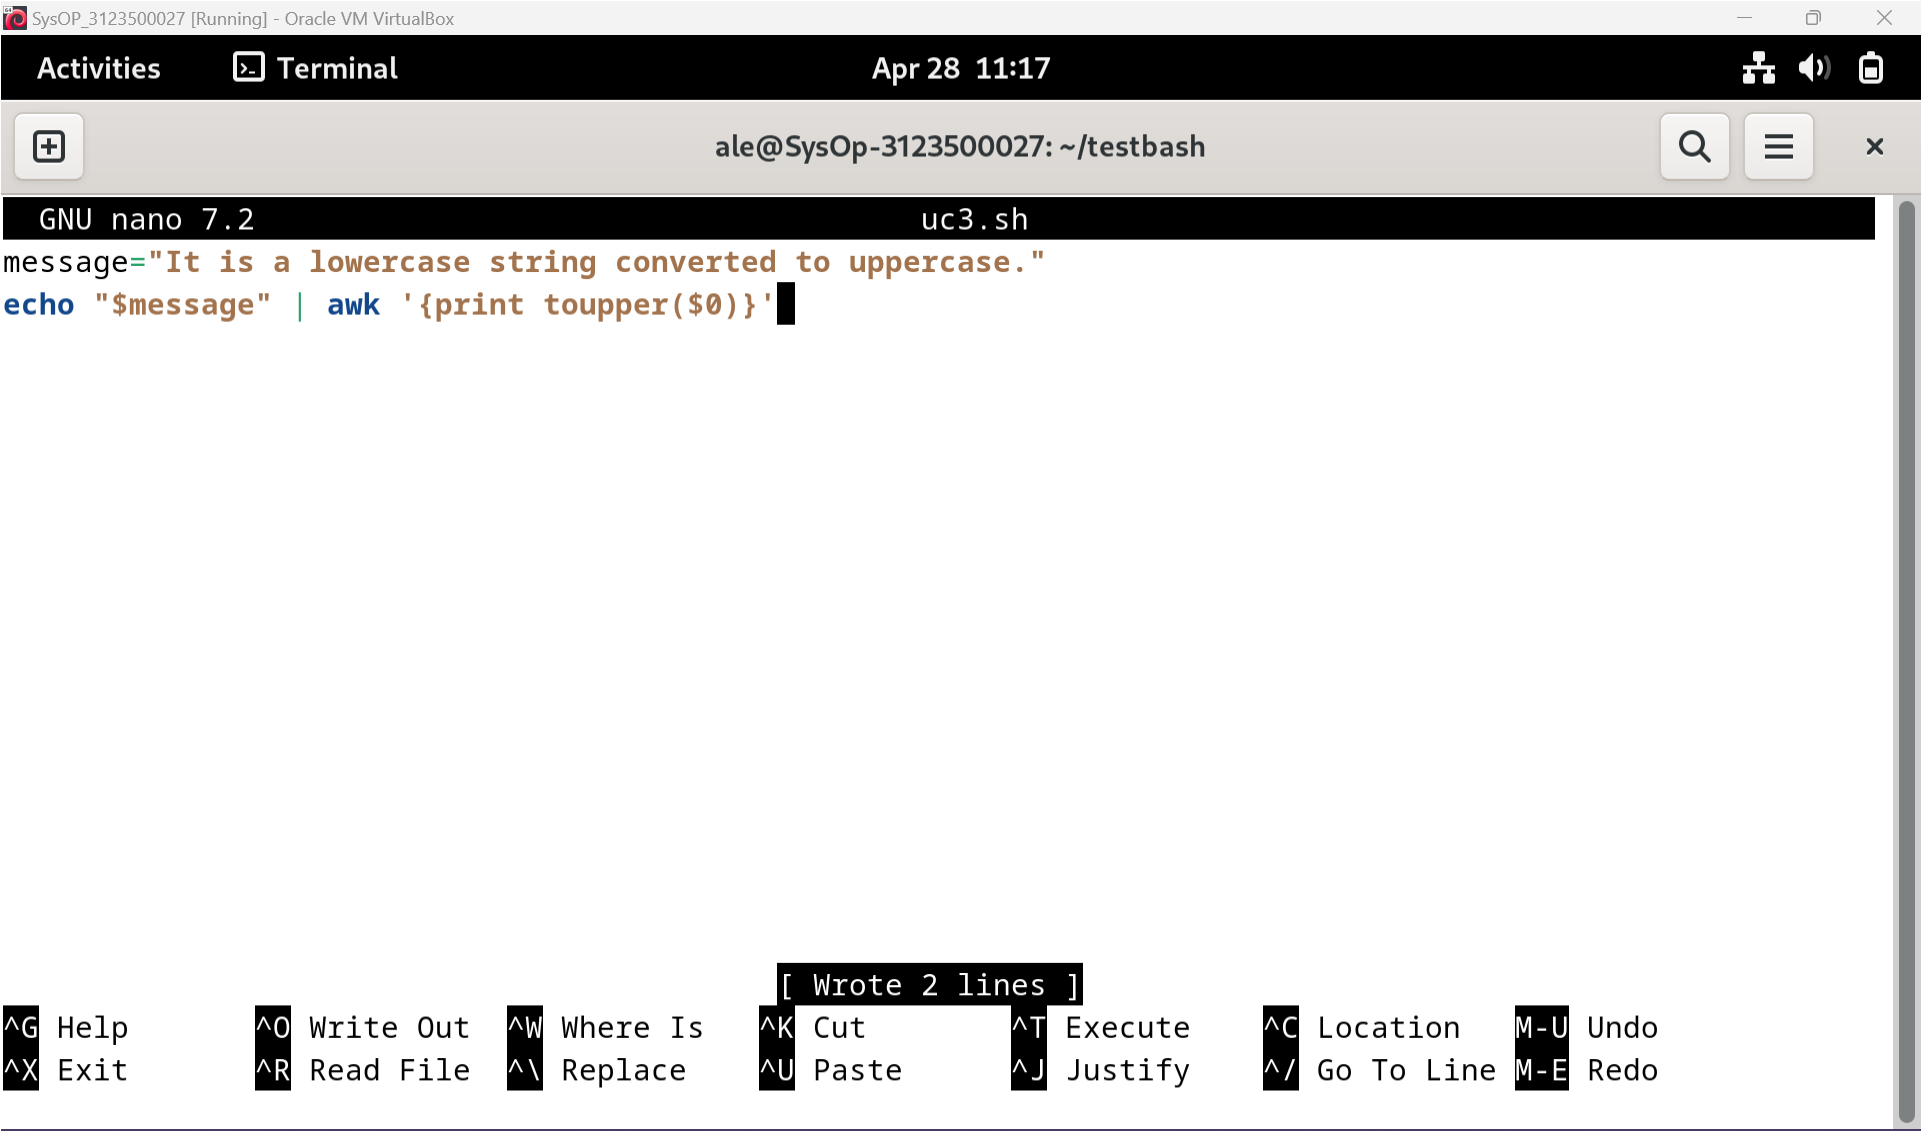 SysOP_3123500027 [Running] - Oracle VM VirtualBox
Activities Terminal Apr 28 11:17
ale@SysOp-3123500027: ~/testbash
GNU nano 7.2 uc3.sh
message="It is a lowercase string converted to uppercase."
echo "$message" | awk '{print toupper($0)}'
[ Wrote 2 lines ]
^G Help ^O Write Out ^W Where Is ^K Cut ^T Execute ^C Location M-U Undo
^X Exit ^R Read File ^\ Replace ^U Paste ^J Justify ^/ Go To Line M-E Redo